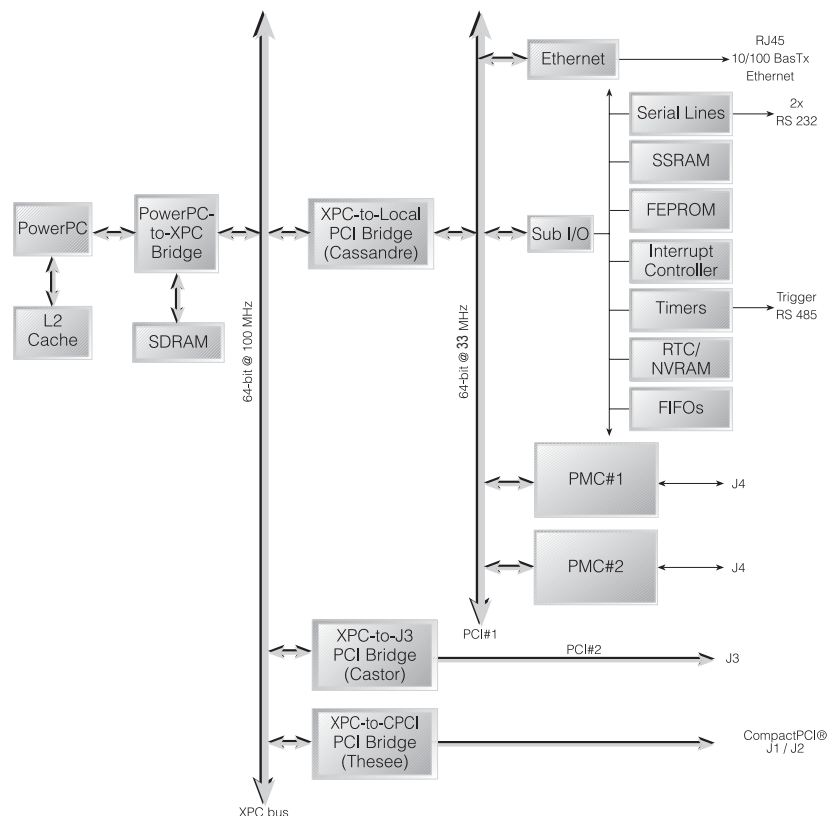 Ethernet
RJ45
10/100 BasTx
Ethernet
Serial Lines
2x
RS 232
SSRAM
FEPROM
PowerPC
PowerPC-
to-XPC
Bridge
XPC-to-Local
PCI Bridge
(Cassandre)
Sub I/O
Interrupt
Controller
Timers
Trigger
RS 485
L2
Cache
SDRAM
64-bit @ 100 MHz
64-bit @ 33 MHz
RTC/
NVRAM
FIFOs
PMC#1
J4
PMC#2
J4
PCI#1
XPC-to-J3
PCI Bridge
(Castor)
PCI#2
J3
XPC-to-CPCI
PCI Bridge
(Thesee)
CompactPCI®
J1 / J2
XPC bus